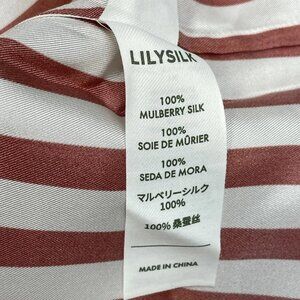 LILYSILK
100%
MULBERRY SILK
100%
SOIE DE MÛRIER
100%
SEDA DE MORA
マルベリーシルク
100%
100% 桑蚕丝
MADE IN CHINA